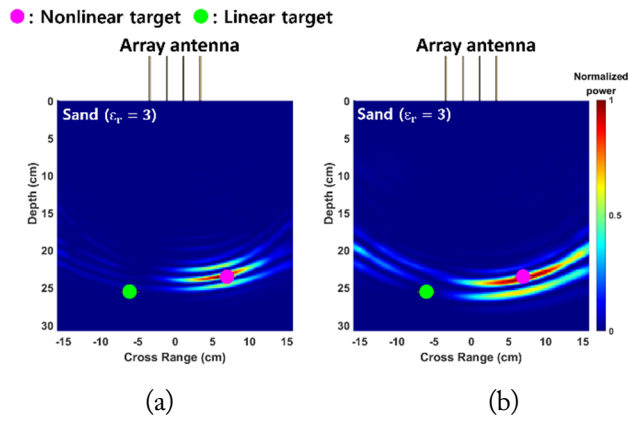 : Nonlinear target : Linear target
Array antenna Array antenna
Normalized
power
Sand (εr = 3) Sand (εr = 3)
0 0 1
5 5
10 10
15 15 0.5
20 20
25 25
30 30 0
Depth (cm) Depth (cm)
-15 -10 -5 0 5 10 15 -15 -10 -5 0 5 10 15
Cross Range (cm) Cross Range (cm)
(a) (b)